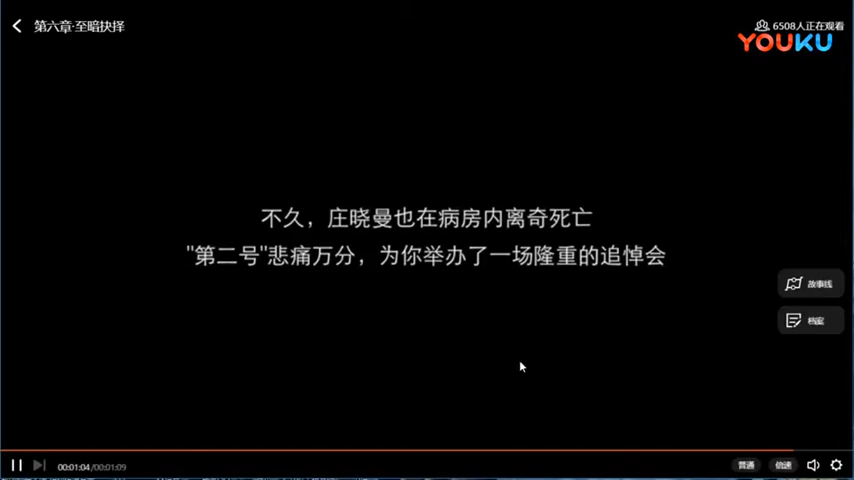 第六章·至暗抉择
6508人正在观看
YOUKU
不久，庄晓曼也在病房内离奇死亡
"第二号"悲痛万分，为你举办了一场隆重的追悼会
故事线
档案
00:01:04/00:01:09
普通
倍速